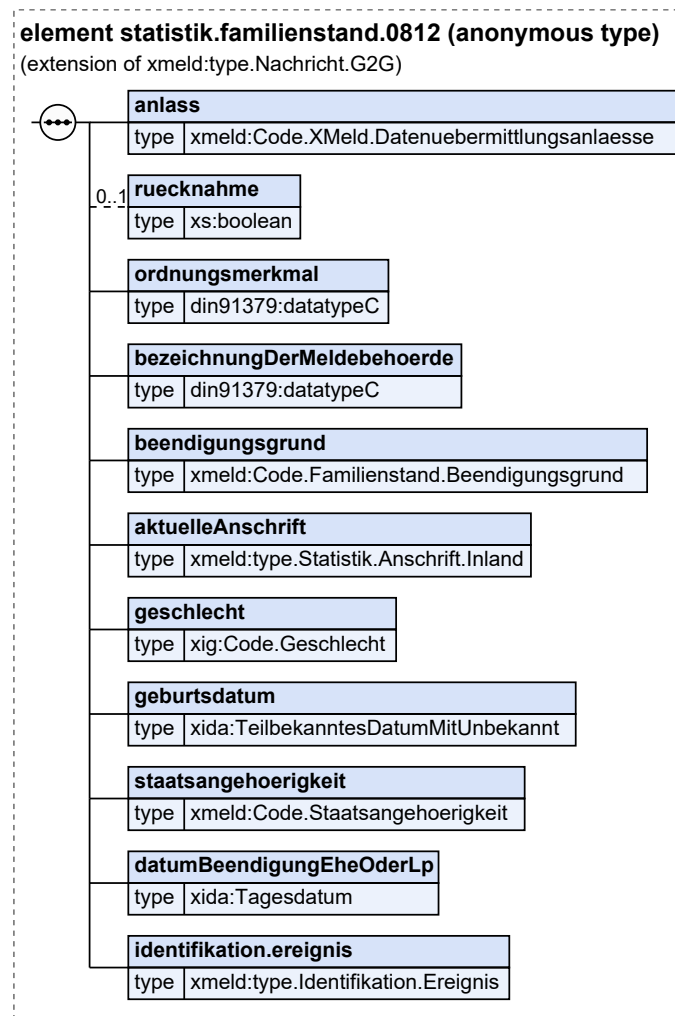 element statistik.familienstand.0812 (anonymous type)
(extension of xmeld:type.Nachricht.G2G)
anlass
type xmeld:Code.XMeld.Datenuebermittlungsanlaesse
0..1
ruecknahme
type xs:boolean
ordnungsmerkmal
type din91379:datatypeC
bezeichnungDerMeldebehoerde
type din91379:datatypeC
beendigungsgrund
type xmeld:Code.Familienstand.Beendigungsgrund
aktuelleAnschrift
type xmeld:type.Statistik.Anschrift.Inland
geschlecht
type xig:Code.Geschlecht
geburtsdatum
type xida:TeilbekanntesDatumMitUnbekannt
staatsangehoerigkeit
type xmeld:Code.Staatsangehoerigkeit
datumBeendigungEheOderLp
type xida:Tagesdatum
identifikation.ereignis
type xmeld:type.Identifikation.Ereignis